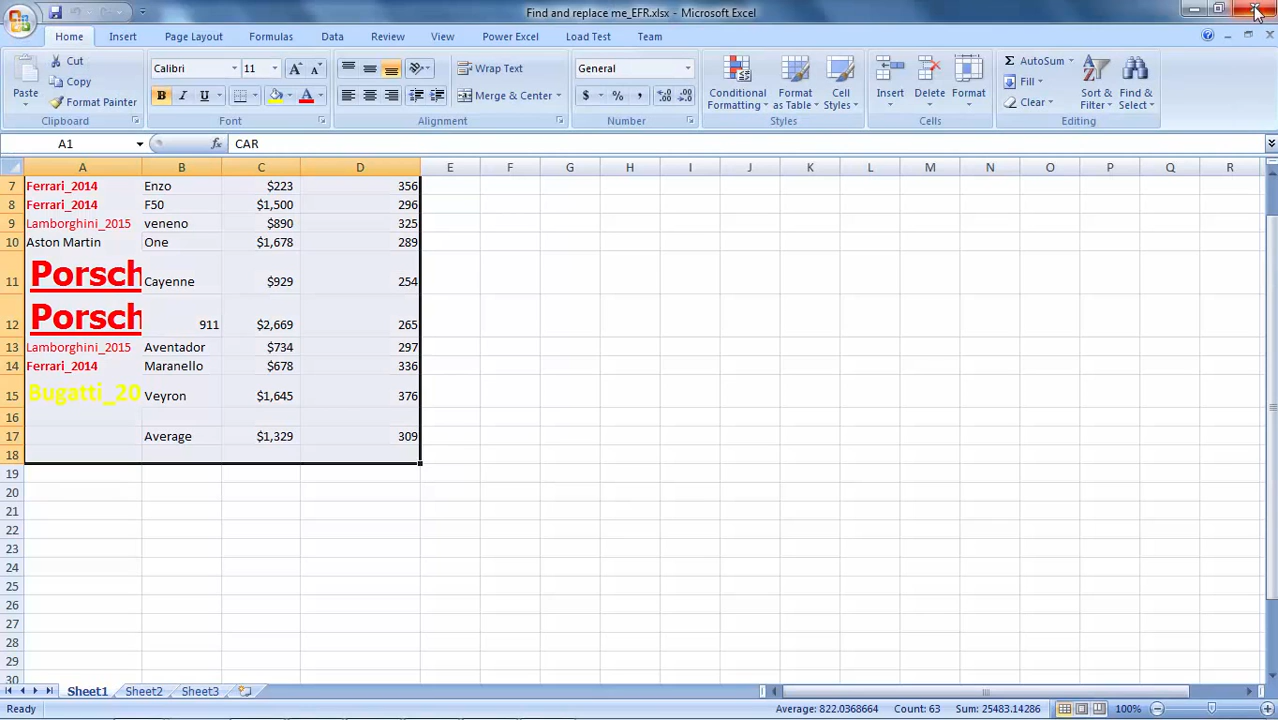 Find and replace me_EFR.xlsx - Microsoft Excel
Home Insert Page Layout Formulas Data Review View Power Excel Load Test Team
Paste Cut Copy Format Painter Clipboard
Calibri 11 A A B I U A Font
Wrap Text Merge & Center Alignment
General $ % , .0 .00 Number
Conditional Formatting Format as Table Cell Styles Styles
Insert Delete Format Cells
Σ AutoSum Fill Clear Sort & Filter Find & Select Editing
A1 fx CAR
A B C D E F G H I J K L M N O P Q R
7 Ferrari_2014 Enzo $223 356
8 Ferrari_2014 F50 $1,500 296
9 Lamborghini_2015 veneno $890 325
10 Aston Martin One $1,678 289
11 Porsch Cayenne $929 254
12 Porsch 911 $2,669 265
13 Lamborghini_2015 Aventador $734 297
14 Ferrari_2014 Maranello $678 336
15 Bugatti_20 Veyron $1,645 376
16
17 Average $1,329 309
18
19
20
21
22
23
24
25
26
27
28
29
30
Sheet1 Sheet2 Sheet3
Ready Average: 822.0368664 Count: 63 Sum: 25483.14286 100%